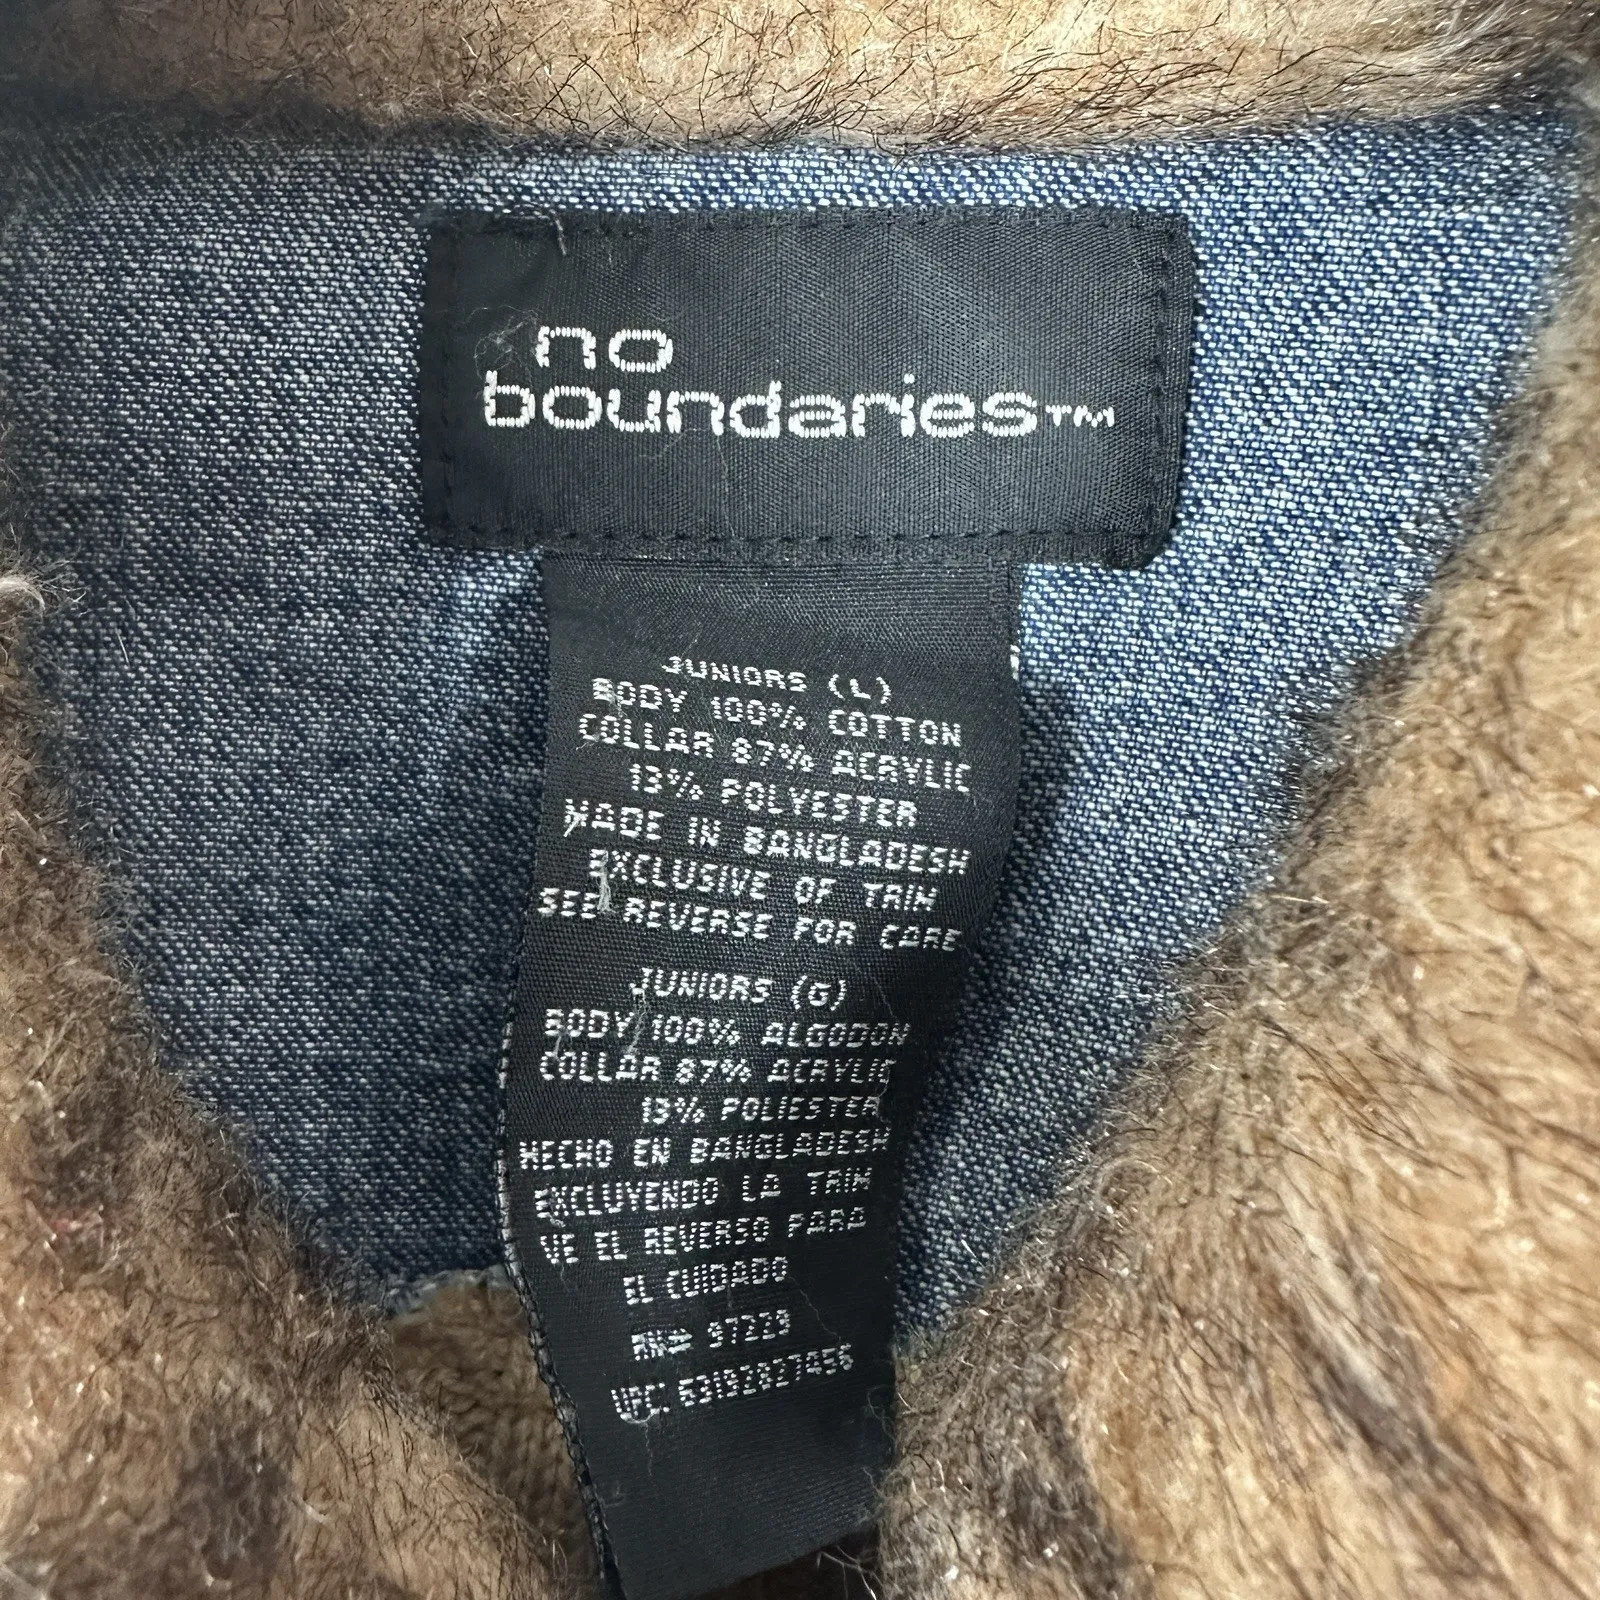 no
boundaries™
JUNIORS (L)
BODY 100% COTTON
COLLAR 87% ACRYLIC
13% POLYESTER
MADE IN BANGLADESH
EXCLUSIVE OF TRIM
SEE REVERSE FOR CARE
JUNIORS (G)
BODY 100% ALGODON
COLLAR 87% ACRYLIC
13% POLIESTER
HECHO EN BANGLADESH
EXCLUYENDO LA TRIM
VE EL REVERSO PARA
EL CUIDADO
RN# 97229
UPC.